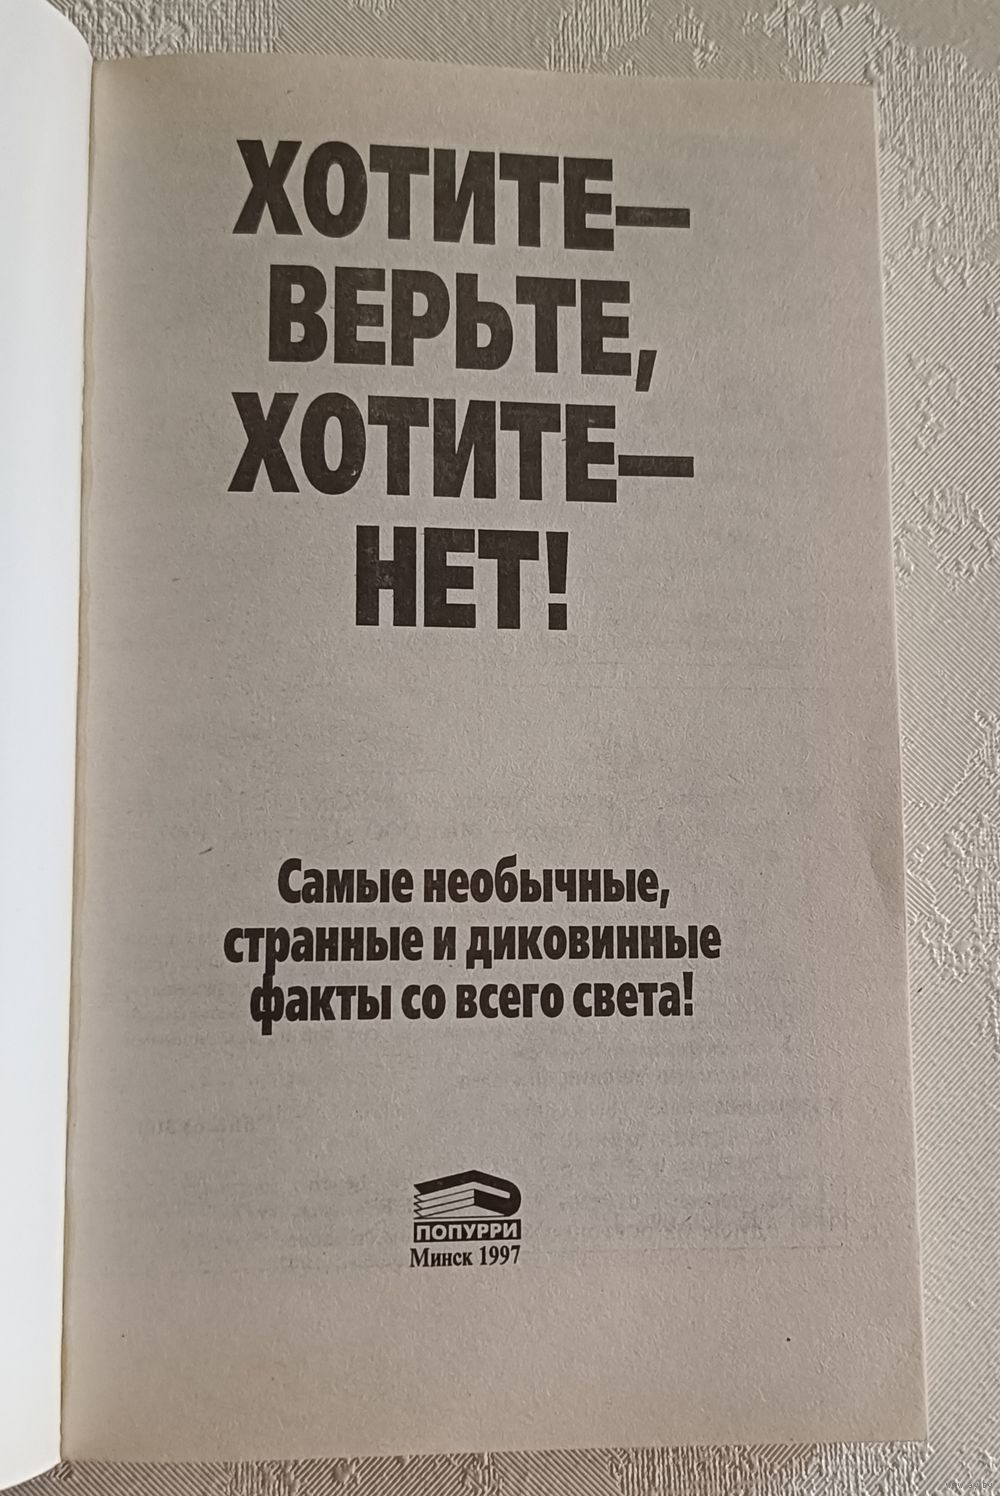 ХОТИТЕ—
ВЕРЬТЕ,
ХОТИТЕ—
НЕТ!
Самые необычные,
странные и диковинные
факты со всего света!
ПОПУРРИ
Минск 1997